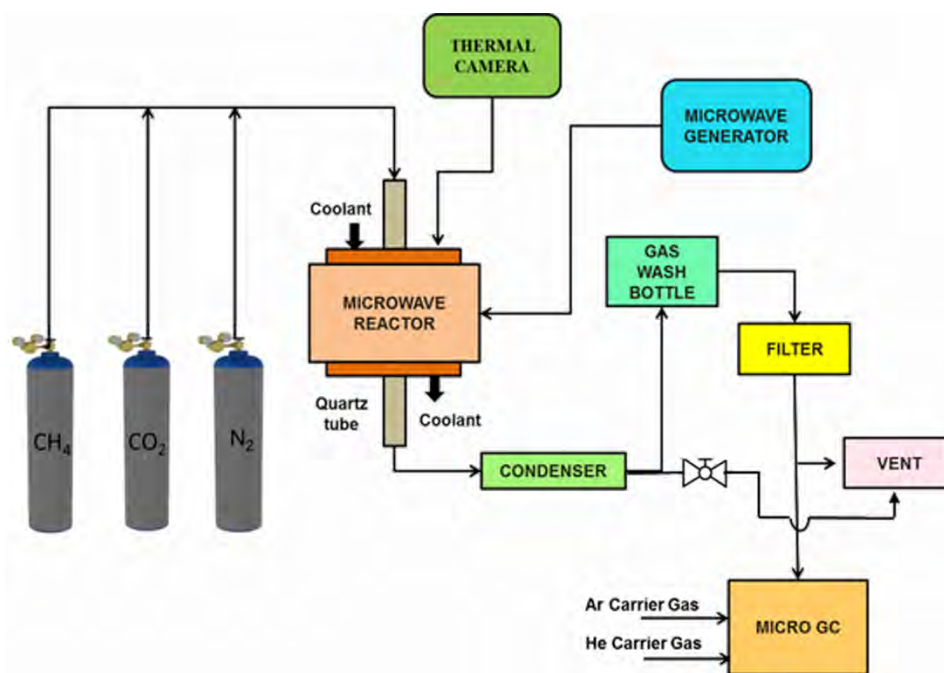 THERMAL
CAMERA
MICROWAVE
GENERATOR
Coolant
GAS
WASH
BOTTLE
MICROWAVE
REACTOR
FILTER
Quartz
tube
Coolant
CH₄
CO₂
N₂
CONDENSER
VENT
Ar Carrier Gas
He Carrier Gas
MICRO GC